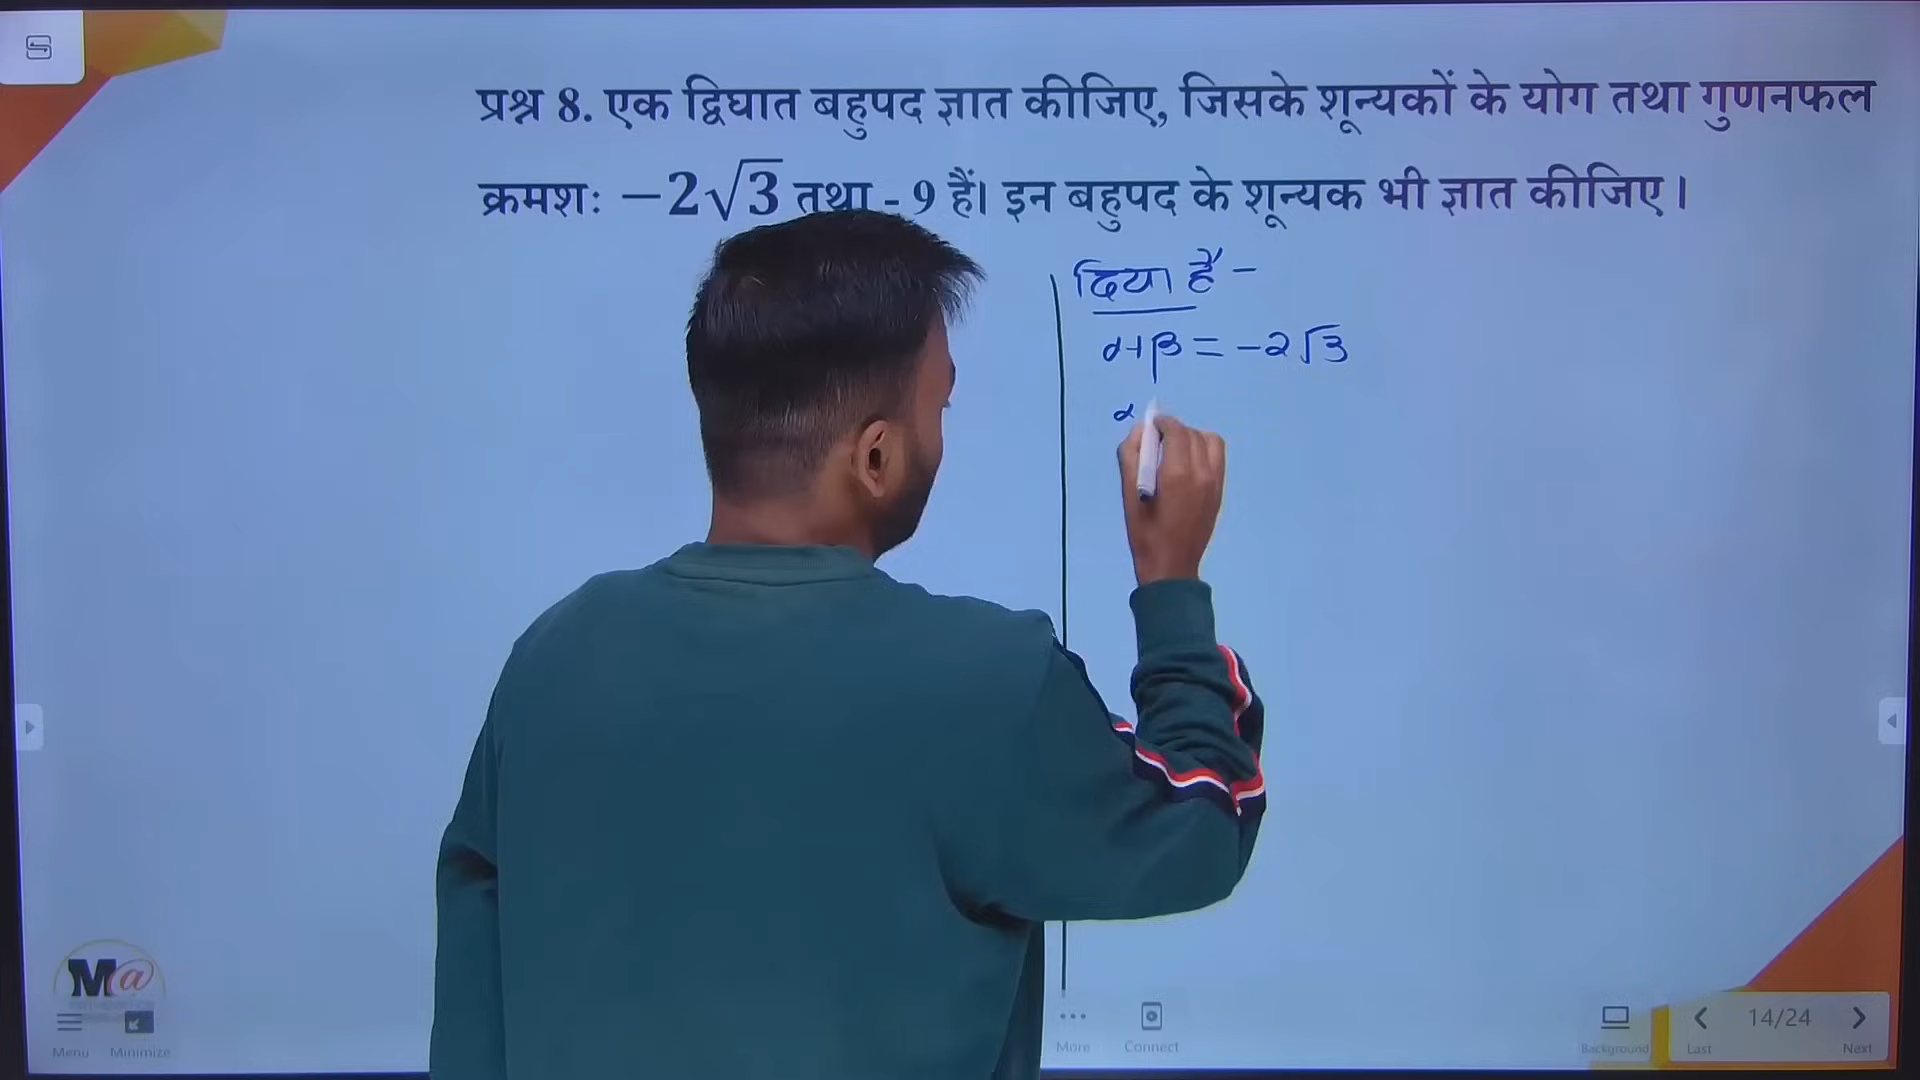 प्रश्न 8. एक द्विघात बहुपद ज्ञात कीजिए, जिसके शून्यकों के योग तथा गुणनफल
क्रमशः −2√3 तथा - 9 हैं। इन बहुपद के शून्यक भी ज्ञात कीजिए।
दिया है -
α+β = -2√3
α
M@
Menu Minimize More Connect Background Last 14/24 Next